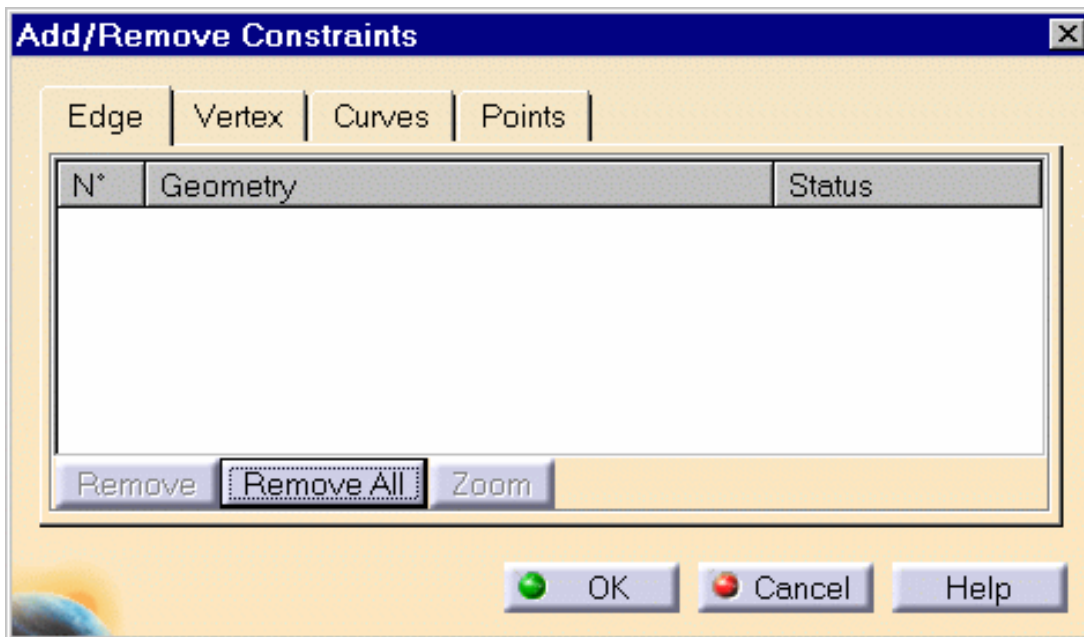 Add/Remove Constraints
Edge Vertex Curves Points
N° Geometry Status
Remove Remove All Zoom
OK Cancel Help